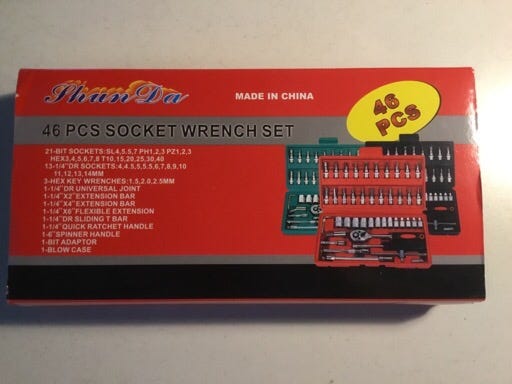 ShanDa
MADE IN CHINA
46
PCS
46 PCS SOCKET WRENCH SET
21-BIT SOCKETS:SL4,5.5,7 PH1,2,3 PZ1,2,3
HEX3,4,5,6,7,8 T10,15,20,25,30,40
13-1/4"DR SOCKETS:4,4.5,5,5.5,6,7,8,9,10
11,12,13,14MM
3-HEX KEY WRENCHES:1.5,2.0,2.5MM
1-1/4"DR UNIVERSAL JOINT
1-1/4"X2"EXTENSION BAR
1-1/4"X4"EXTENSION BAR
1-1/4"X6"FLEXIBLE EXTENSION
1-1/4"DR SLIDING T BAR
1-1/4"QUICK RATCHET HANDLE
1-6"SPINNER HANDLE
1-BIT ADAPTOR
1-BLOW CASE